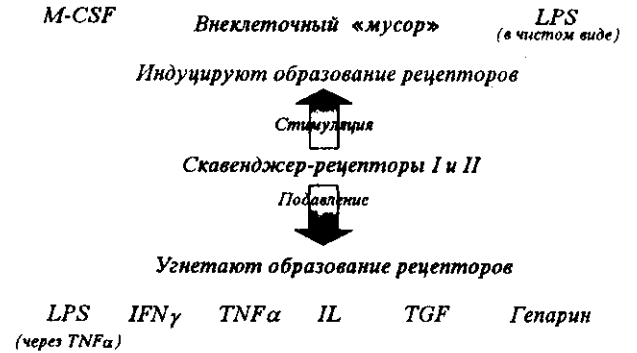 M-CSF Внеклеточный «мусор» LPS
(в чистом виде)
Индуцируют образование рецепторов
Стимуляция
Скавенджер-рецепторы I и II
Подавление
Угнетают образование рецепторов
LPS IFNγ TNFα IL TGF Гепарин
(через TNFα)